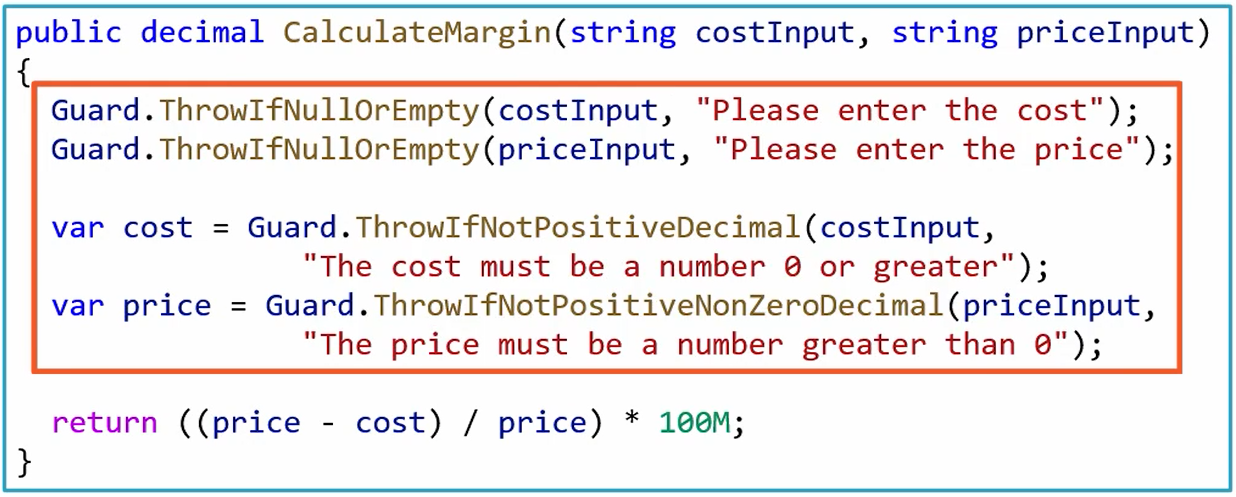 public decimal CalculateMargin(string costInput, string priceInput)
{
Guard.ThrowIfNullOrEmpty(costInput, "Please enter the cost");
Guard.ThrowIfNullOrEmpty(priceInput, "Please enter the price");
var cost = Guard.ThrowIfNotPositiveDecimal(costInput,
"The cost must be a number 0 or greater");
var price = Guard.ThrowIfNotPositiveNonZeroDecimal(priceInput,
"The price must be a number greater than 0");
return ((price - cost) / price) * 100M;
}